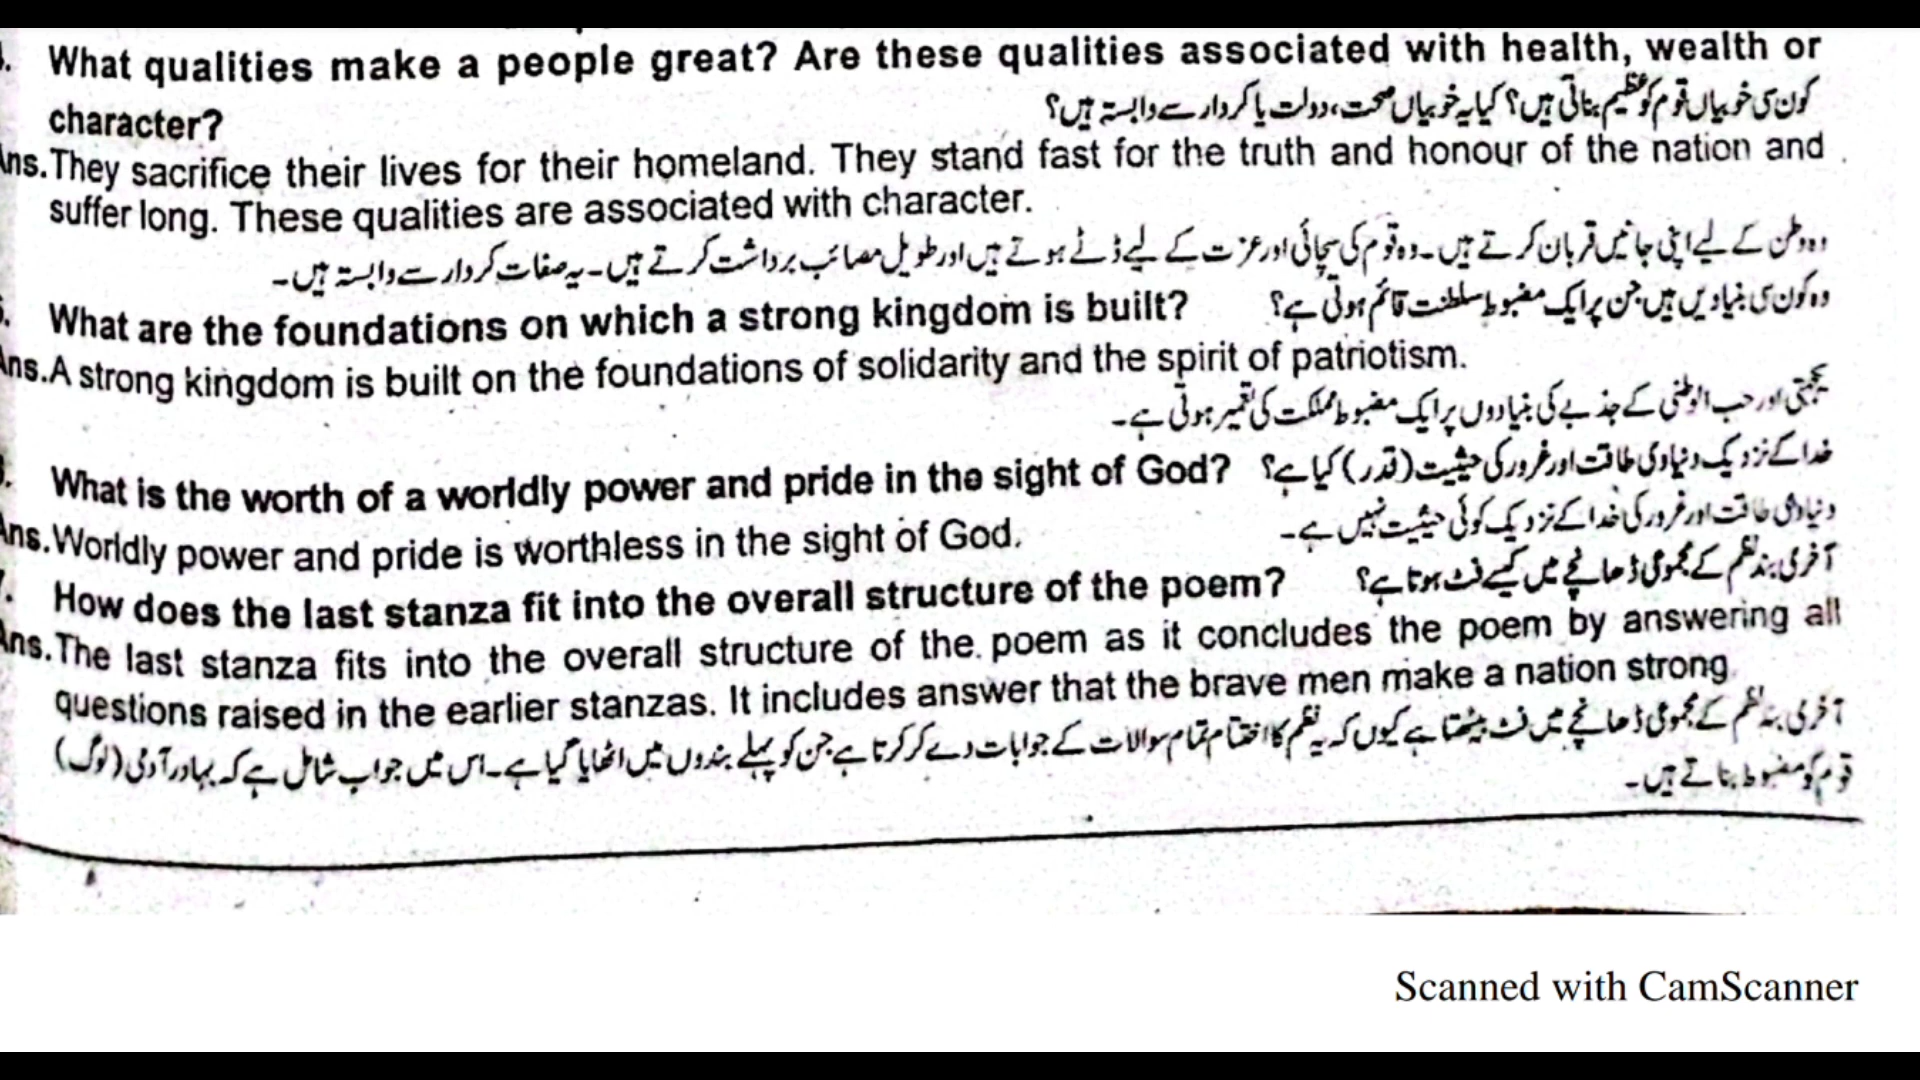 What qualities make a people great? Are these qualities associated with health, wealth or
character? کون سی خوبیاں قوم کو عظیم بناتی ہیں؟ کیا یہ خوبیاں صحت، دولت یا کردار سے وابستہ ہیں؟
Ans. They sacrifice their lives for their homeland. They stand fast for the truth and honour of the nation and
suffer long. These qualities are associated with character.
وہ وطن کے لیے اپنی جانیں قربان کرتے ہیں۔ وہ قوم کی سچائی اور عزت کے لیے ڈٹے ہوتے ہیں اور طویل مصائب برداشت کرتے ہیں۔ یہ صفات کردار سے وابستہ ہیں۔
What are the foundations on which a strong kingdom is built? وہ کون سی بنیادیں ہیں جن پر ایک مضبوط سلطنت قائم ہوتی ہے؟
Ans. A strong kingdom is built on the foundations of solidarity and the spirit of patriotism.
یکجہتی اور حب الوطنی کے جذبے کی بنیادوں پر ایک مضبوط مملکت کی تعمیر ہوتی ہے۔
What is the worth of a worldly power and pride in the sight of God? خدا کے نزدیک دنیاوی طاقت اور غرور کی حیثیت (قدر) کیا ہے؟
Ans. Worldly power and pride is worthless in the sight of God. دنیاوی طاقت اور غرور کی خدا کے نزدیک کوئی حیثیت نہیں ہے۔
7. How does the last stanza fit into the overall structure of the poem? آخری بند نظم کے مجموعی ڈھانچے میں کیسے فٹ ہوتا ہے؟
Ans. The last stanza fits into the overall structure of the poem as it concludes the poem by answering all
questions raised in the earlier stanzas. It includes answer that the brave men make a nation strong.
آخری بند نظم کے مجموعی ڈھانچے میں فٹ بیٹھتا ہے کیوں کہ یہ نظم کا اختتام تمام سوالات کے جوابات دے کر کرتا ہے جن کو پہلے بندوں میں اٹھایا گیا ہے۔ اس میں جواب شامل ہے کہ بہادر آدمی (لوگ)
قوم کو مضبوط بناتے ہیں۔
Scanned with CamScanner